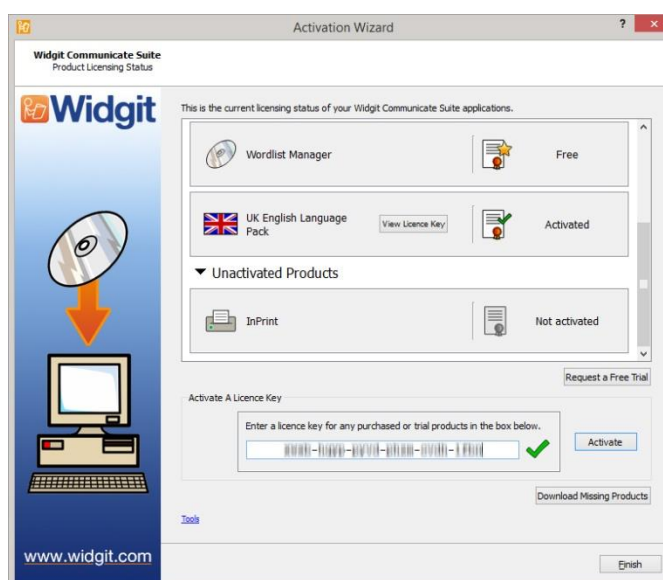 Activation Wizard
Widgit Communicate Suite
Product Licensing Status
Widgit
This is the current licensing status of your Widgit Communicate Suite applications.
Wordlist Manager
Free
UK English Language
Pack
View Licence Key
Activated
Unactivated Products
InPrint
Not activated
Request a Free Trial
Activate A Licence Key
Enter a licence key for any purchased or trial products in the box below.
Activate
Download Missing Products
Tools
www.widgit.com
Finish